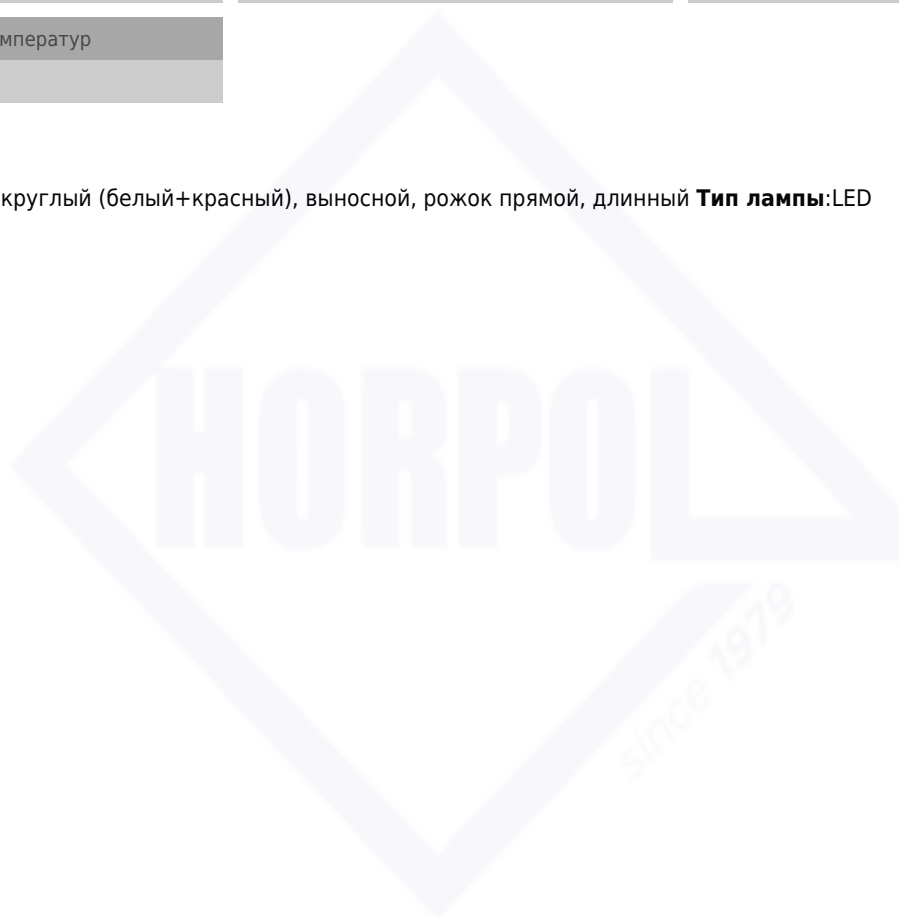 мператур
круглый (белый+красный), выносной, рожок прямой, длинный Тип лампы:LED
HORPOL
since 1979